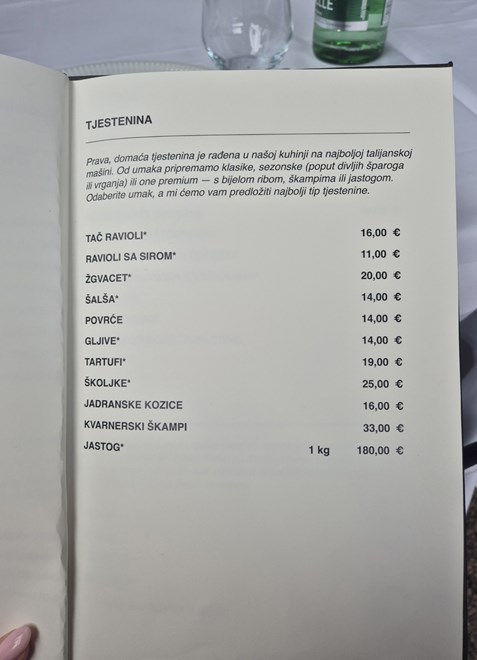 TJESTENINA
Prava, domaća tjestenina je rađena u našoj kuhinji na najboljoj talijanskoj
mašini. Od umaka pripremamo klasike, sezonske (poput divljih šparoga
ili vrganja) ili one premium — s bijelom ribom, škampima ili jastogom.
Odaberite umak, a mi ćemo vam predložiti najbolji tip tjestenine.
TAČ RAVIOLI* 16,00 €
RAVIOLI SA SIROM* 11,00 €
ŽGVACET* 20,00 €
ŠALŠA* 14,00 €
POVRĆE 14,00 €
GLJIVE* 14,00 €
TARTUFI* 19,00 €
ŠKOLJKE* 25,00 €
JADRANSKE KOZICE 16,00 €
KVARNERSKI ŠKAMPI 33,00 €
JASTOG* 1 kg 180,00 €